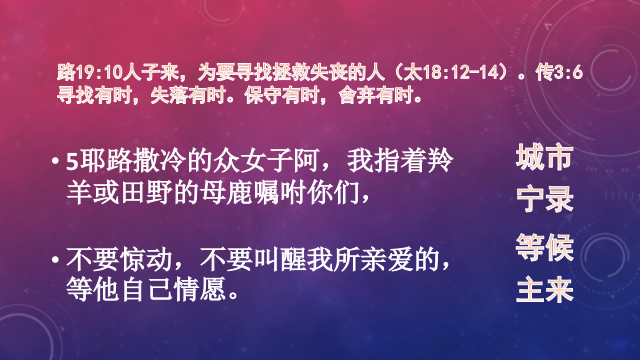 路19:10人子来，为要寻找拯救失丧的人（太18:12-14）。传3:6
寻找有时，失落有时。保守有时，舍弃有时。
• 5耶路撒冷的众女子阿，我指着羚
羊或田野的母鹿嘱咐你们，
• 不要惊动，不要叫醒我所亲爱的，
等他自己情愿。
城市
宁录
等候
主来